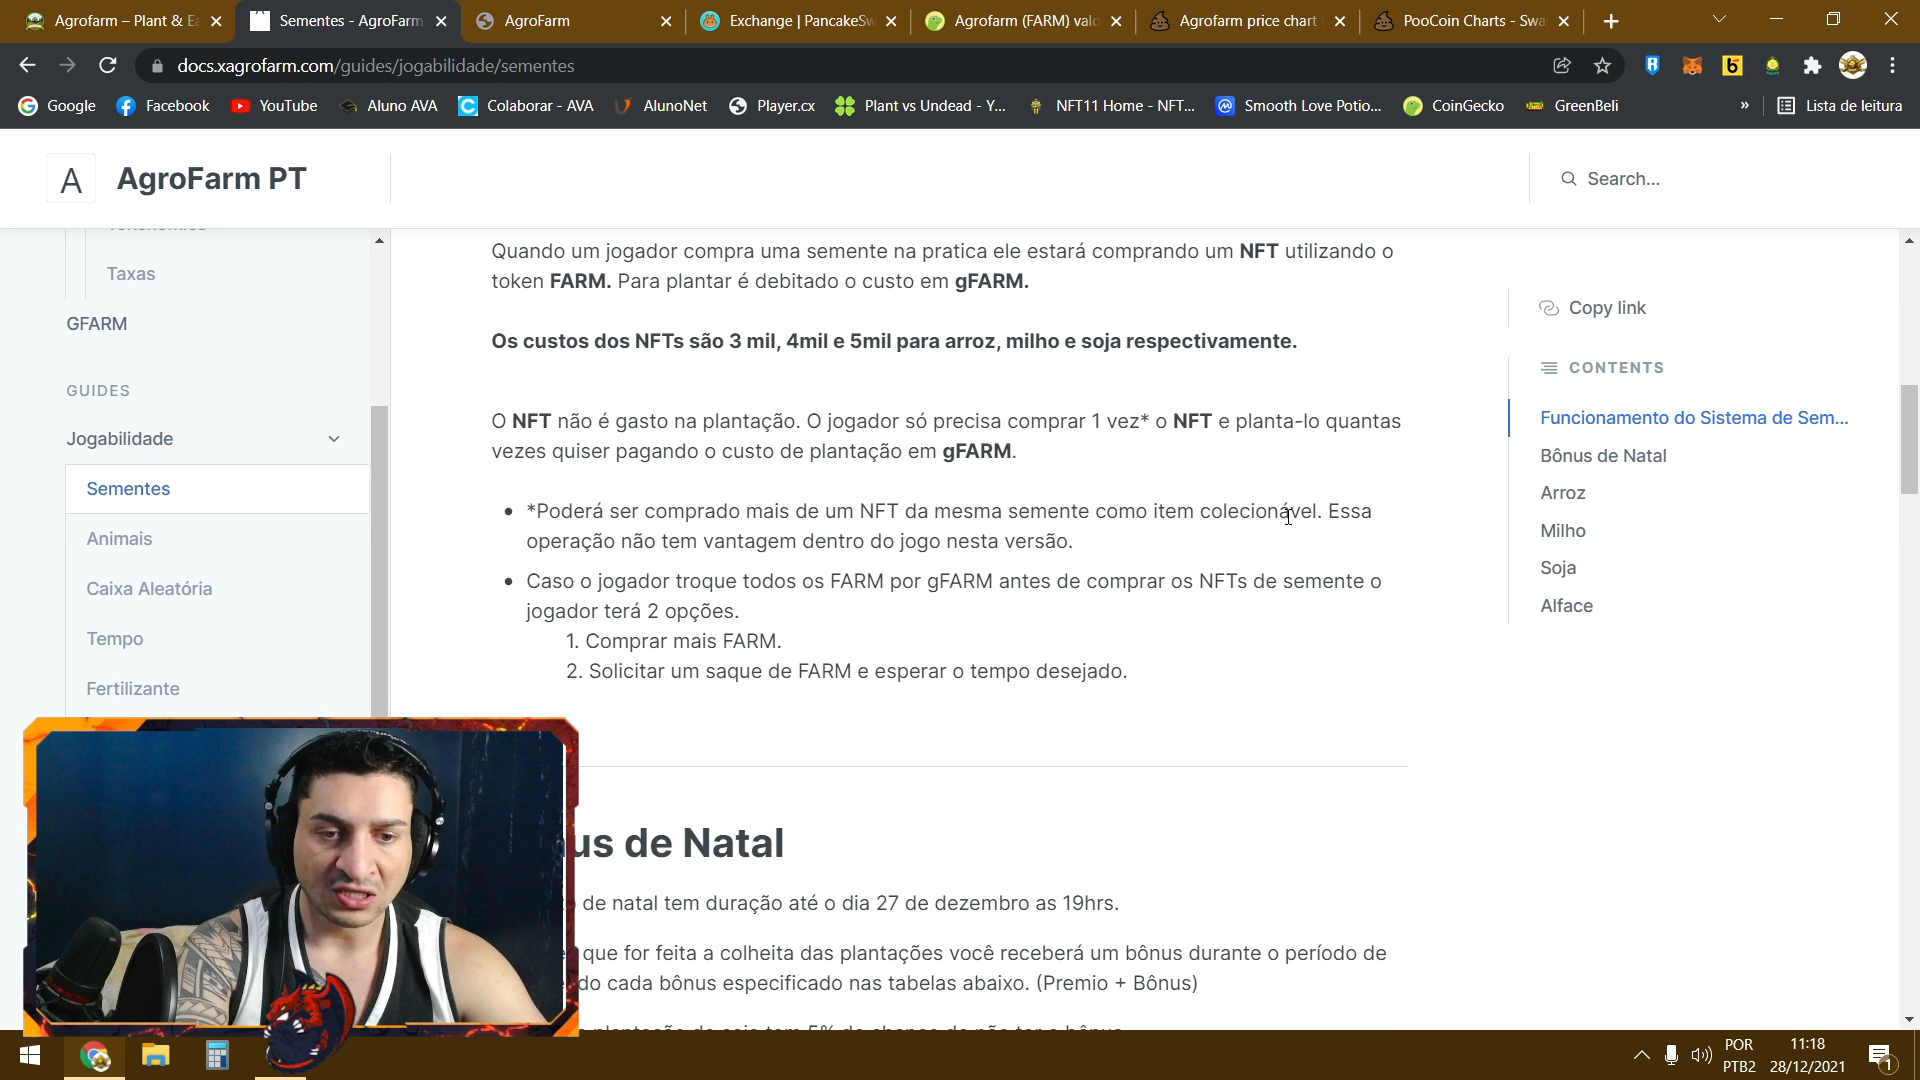 Agrofarm – Plant & Ea
Sementes - AgroFarm
AgroFarm
Exchange | PancakeSw
Agrofarm (FARM) valo
Agrofarm price chart
PooCoin Charts - Swa
docs.xagrofarm.com/guides/jogabilidade/sementes
Google
Facebook
YouTube
Aluno AVA
Colaborar - AVA
AlunoNet
Player.cx
Plant vs Undead - Y...
NFT11 Home - NFT...
Smooth Love Potio...
CoinGecko
GreenBeli
»
Lista de leitura
A
AgroFarm PT
Search...
Taxas
GFARM
GUIDES
Jogabilidade
Sementes
Animais
Caixa Aleatória
Tempo
Fertilizante
Quando um jogador compra uma semente na pratica ele estará comprando um NFT utilizando o
token FARM. Para plantar é debitado o custo em gFARM.
Os custos dos NFTs são 3 mil, 4mil e 5mil para arroz, milho e soja respectivamente.
O NFT não é gasto na plantação. O jogador só precisa comprar 1 vez* o NFT e planta-lo quantas
vezes quiser pagando o custo de plantação em gFARM.
• *Poderá ser comprado mais de um NFT da mesma semente como item colecionável. Essa
operação não tem vantagem dentro do jogo nesta versão.
• Caso o jogador troque todos os FARM por gFARM antes de comprar os NFTs de semente o
jogador terá 2 opções.
1. Comprar mais FARM.
2. Solicitar um saque de FARM e esperar o tempo desejado.
us de Natal
de natal tem duração até o dia 27 de dezembro as 19hrs.
que for feita a colheita das plantações você receberá um bônus durante o período de
do cada bônus especificado nas tabelas abaixo. (Premio + Bônus)
Copy link
CONTENTS
Funcionamento do Sistema de Sem...
Bônus de Natal
Arroz
Milho
Soja
Alface
POR
PTB2
11:18
28/12/2021
1